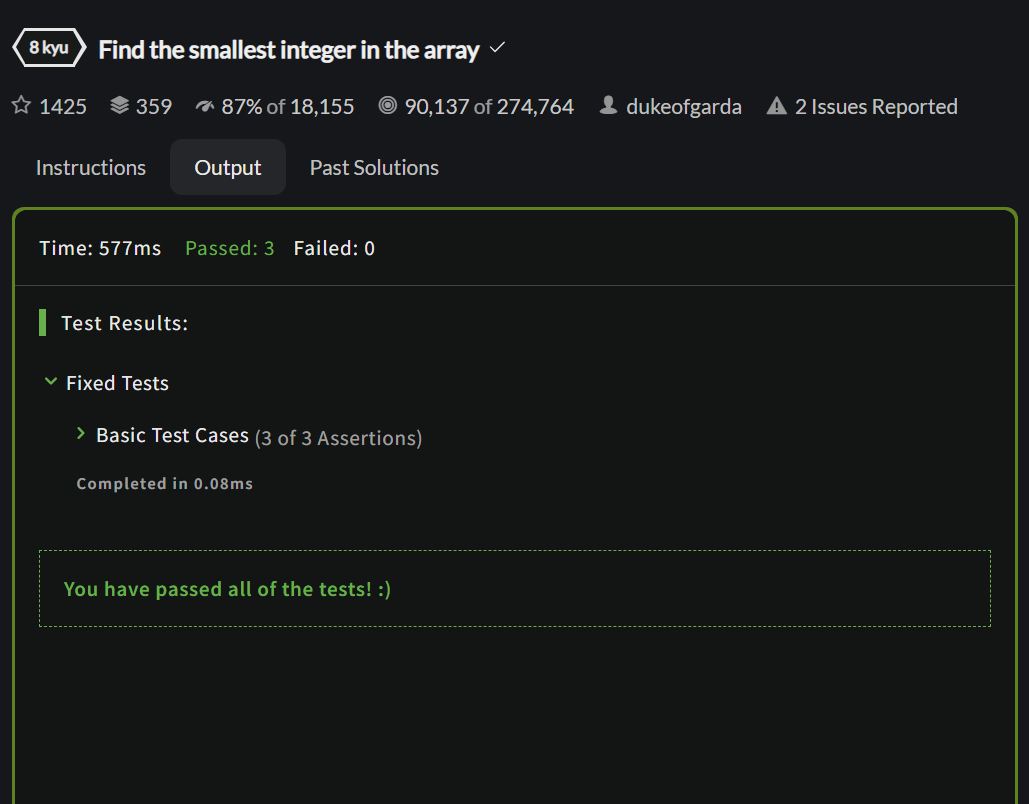 8 kyu Find the smallest integer in the array
1425 359 87% of 18,155 90,137 of 274,764 dukeofgarda 2 Issues Reported
Instructions Output Past Solutions
Time: 577ms Passed: 3 Failed: 0
Test Results:
Fixed Tests
Basic Test Cases (3 of 3 Assertions)
Completed in 0.08ms
You have passed all of the tests! :)